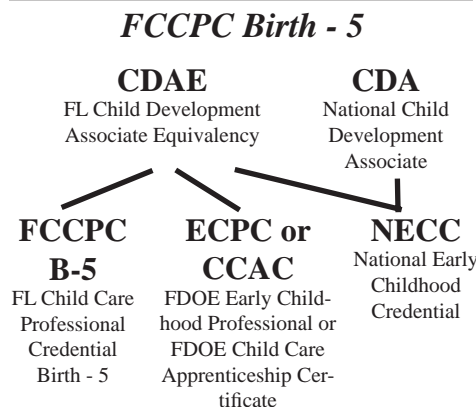 FCCPC Birth - 5
CDAE
FL Child Development
Associate Equivalency
CDA
National Child
Development
Associate
FCCPC
B-5
FL Child Care
Professional
Credential
Birth - 5
ECPC or
CCAC
FDOE Early Child-
hood Professional or
FDOE Child Care
Apprenticeship Cer-
tificate
NECC
National Early
Childhood
Credential